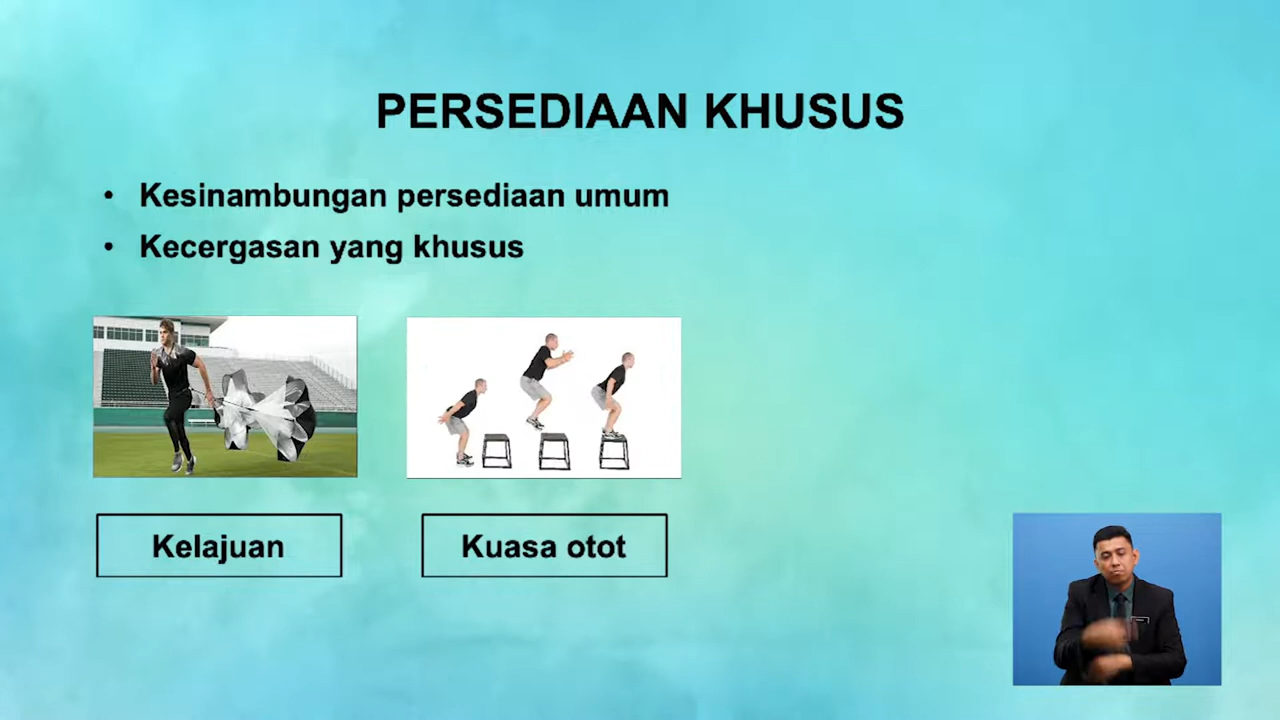 PERSEDIAAN KHUSUS
• Kesinambungan persediaan umum
• Kecergasan yang khusus
Kelajuan
Kuasa otot